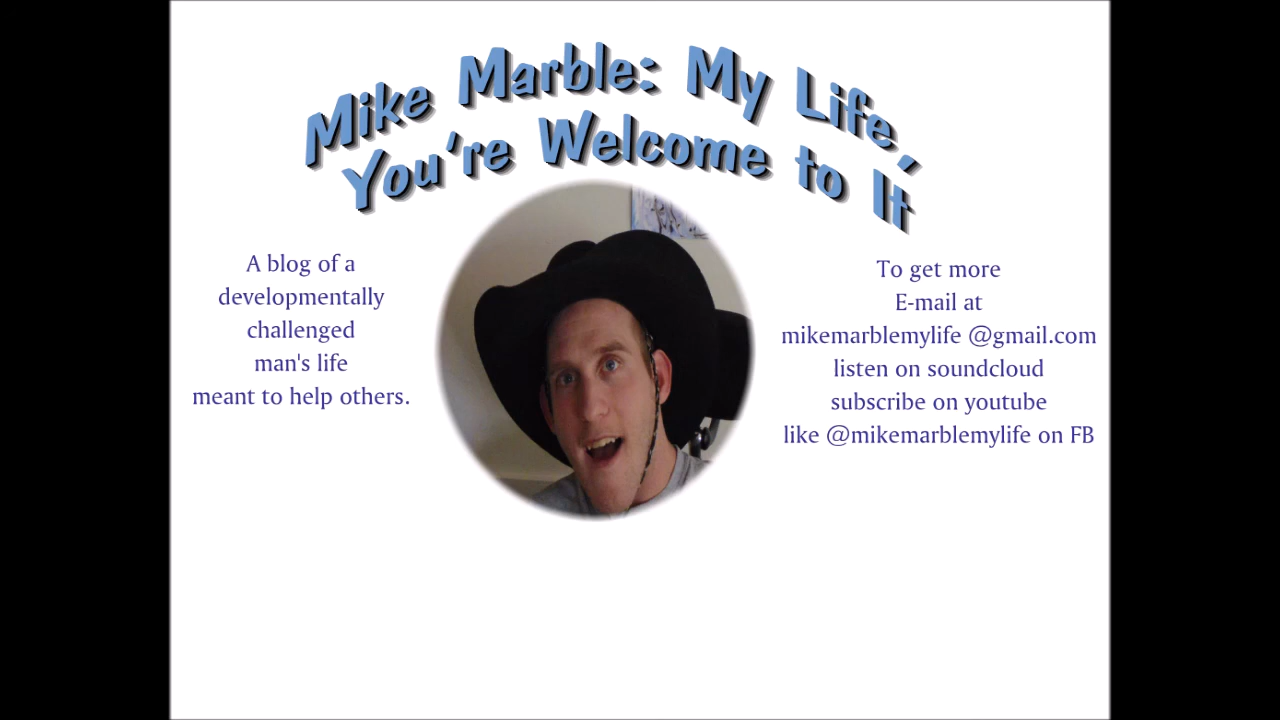 Mike Marble: My Life,
You're Welcome to It
A blog of a
developmentally
challenged
man's life
meant to help others.
To get more
E-mail at
mikemarblemylife @gmail.com
listen on soundcloud
subscribe on youtube
like @mikemarblemylife on FB